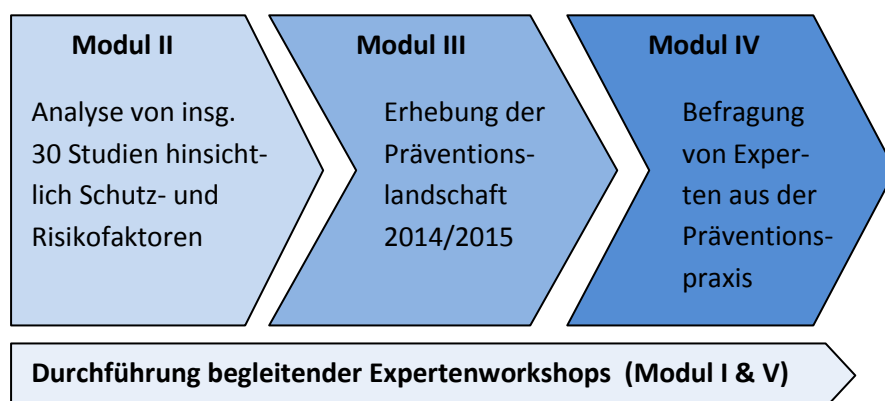 Modul II
Analyse von insg.
30 Studien hinsicht-
lich Schutz- und
Risikofaktoren
Modul III
Erhebung der
Präventions-
landschaft
2014/2015
Modul IV
Befragung
von Exper-
ten aus der
Präventions-
praxis
Durchführung begleitender Expertenworkshops (Modul I & V)